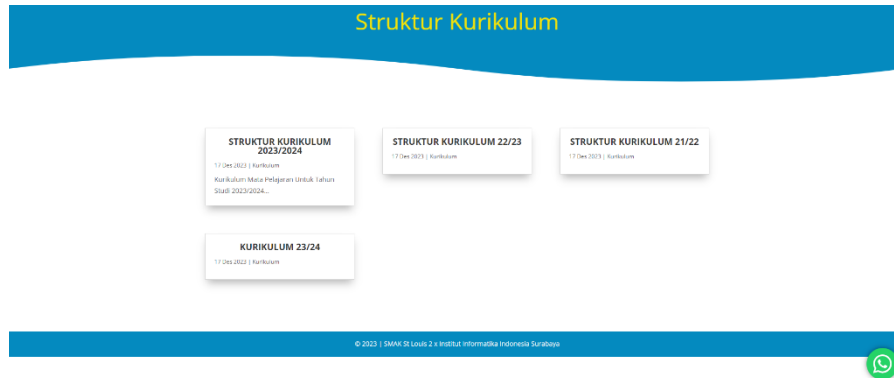 Struktur Kurikulum
STRUKTUR KURIKULUM
2023/2024
17 Des 2023 | Kurikulum
Kurikulum Mata Pelajaran Untuk Tahun
Studi 2023/2024...
STRUKTUR KURIKULUM 22/23
17 Des 2023 | Kurikulum
STRUKTUR KURIKULUM 21/22
17 Des 2023 | Kurikulum
KURIKULUM 23/24
17 Des 2023 | Kurikulum
© 2023 | SMAK St Louis 2 x Institut Informatika Indonesia Surabaya